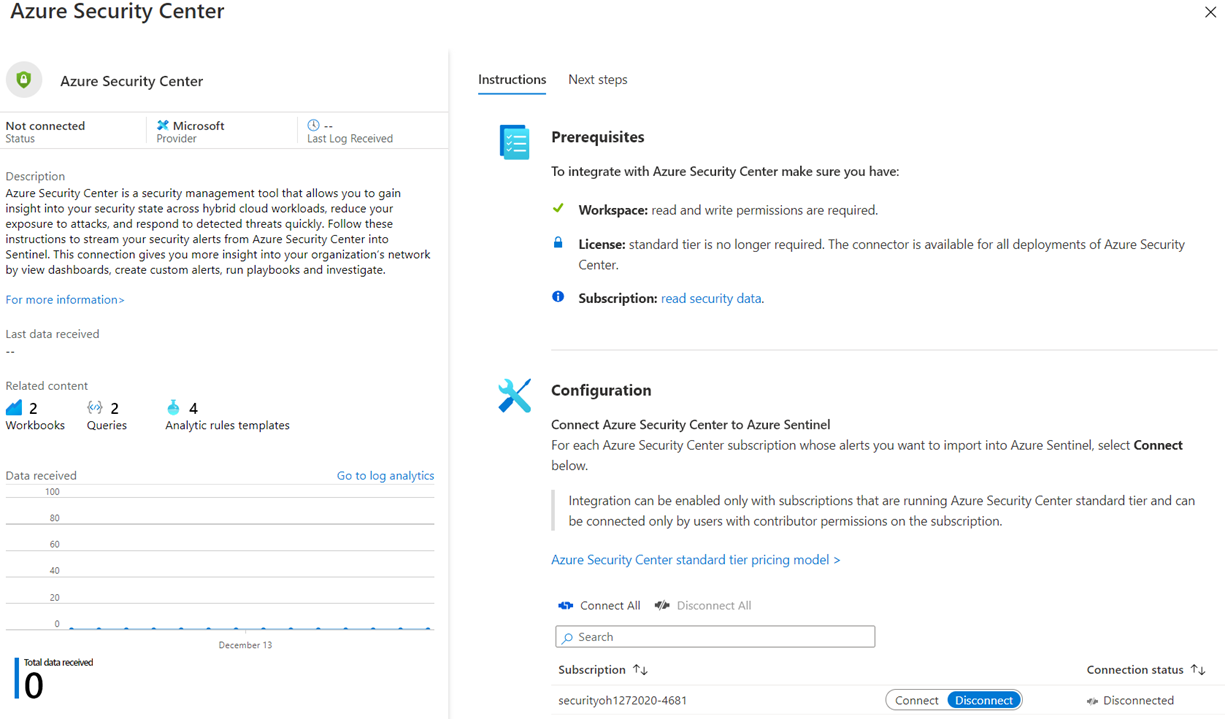 Azure Security Center
Azure Security Center
Not connected
Status
Microsoft
Provider
--
Last Log Received
Description
Azure Security Center is a security management tool that allows you to gain
insight into your security state across hybrid cloud workloads, reduce your
exposure to attacks, and respond to detected threats quickly. Follow these
instructions to stream your security alerts from Azure Security Center into
Sentinel. This connection gives you more insight into your organization's network
by view dashboards, create custom alerts, run playbooks and investigate.
For more information>
Last data received
--
Related content
2
Workbooks
2
Queries
4
Analytic rules templates
Data received
Go to log analytics
100
80
60
40
20
0
December 13
Total data received
0
Instructions
Next steps
Prerequisites
To integrate with Azure Security Center make sure you have:
Workspace: read and write permissions are required.
License: standard tier is no longer required. The connector is available for all deployments of Azure Security
Center.
Subscription: read security data.
Configuration
Connect Azure Security Center to Azure Sentinel
For each Azure Security Center subscription whose alerts you want to import into Azure Sentinel, select Connect
below.
Integration can be enabled only with subscriptions that are running Azure Security Center standard tier and can
be connected only by users with contributor permissions on the subscription.
Azure Security Center standard tier pricing model >
Connect All
Disconnect All
Search
Subscription
Connection status
securityoh1272020-4681
Connect
Disconnect
Disconnected